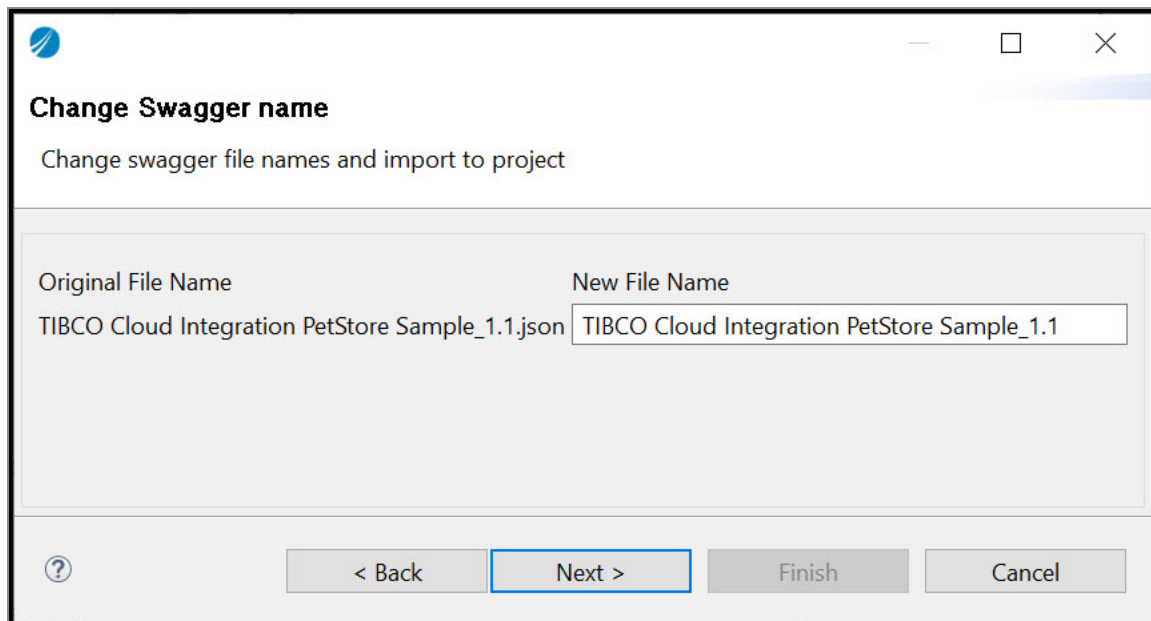 Change Swagger name
Change swagger file names and import to project
Original File Name New File Name
TIBCO Cloud Integration PetStore Sample_1.1.json TIBCO Cloud Integration PetStore Sample_1.1
? < Back Next > Finish Cancel